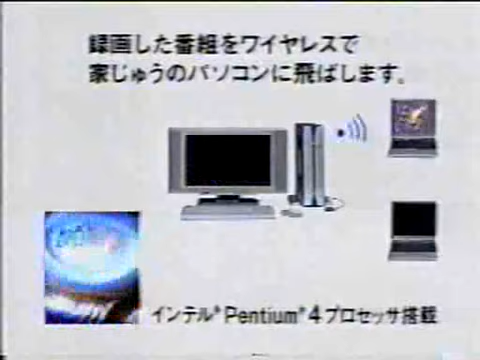 録画した番組をワイヤレスで
家じゅうのパソコンに飛ばします。
インテル® Pentium® 4プロセッサ搭載